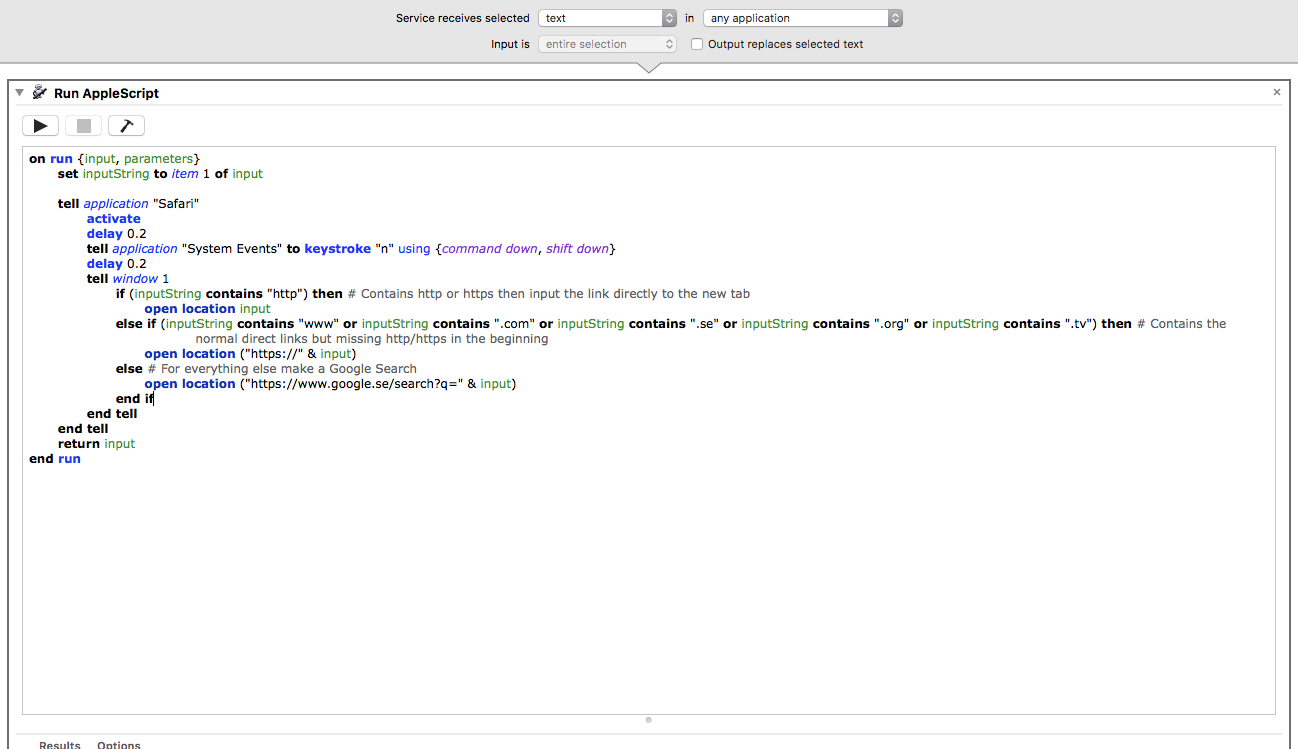 Service receives selected text in any application
Input is entire selection Output replaces selected text
Run AppleScript
on run {input, parameters}
set inputString to item 1 of input
tell application "Safari"
activate
delay 0.2
tell application "System Events" to keystroke "n" using {command down, shift down}
delay 0.2
tell window 1
if (inputString contains "http") then # Contains http or https then input the link directly to the new tab
open location input
else if (inputString contains "www" or inputString contains ".com" or inputString contains ".se" or inputString contains ".org" or inputString contains ".tv") then # Contains the
normal direct links but missing http/https in the beginning
open location ("https://" & input)
else # For everything else make a Google Search
open location ("https://www.google.se/search?q=" & input)
end if
end tell
end tell
return input
end run
Results Options